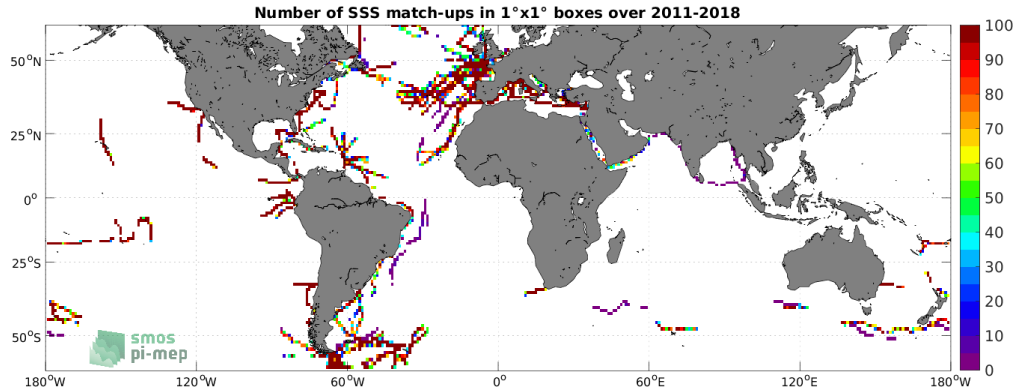 Number of SSS match-ups in 1°x1° boxes over 2011-2018
50°N
25°N
0°
25°S
50°S
180°W
120°W
60°W
0°
60°E
120°E
180°W
100
90
80
70
60
50
40
30
20
10
0
smos
pi-mep